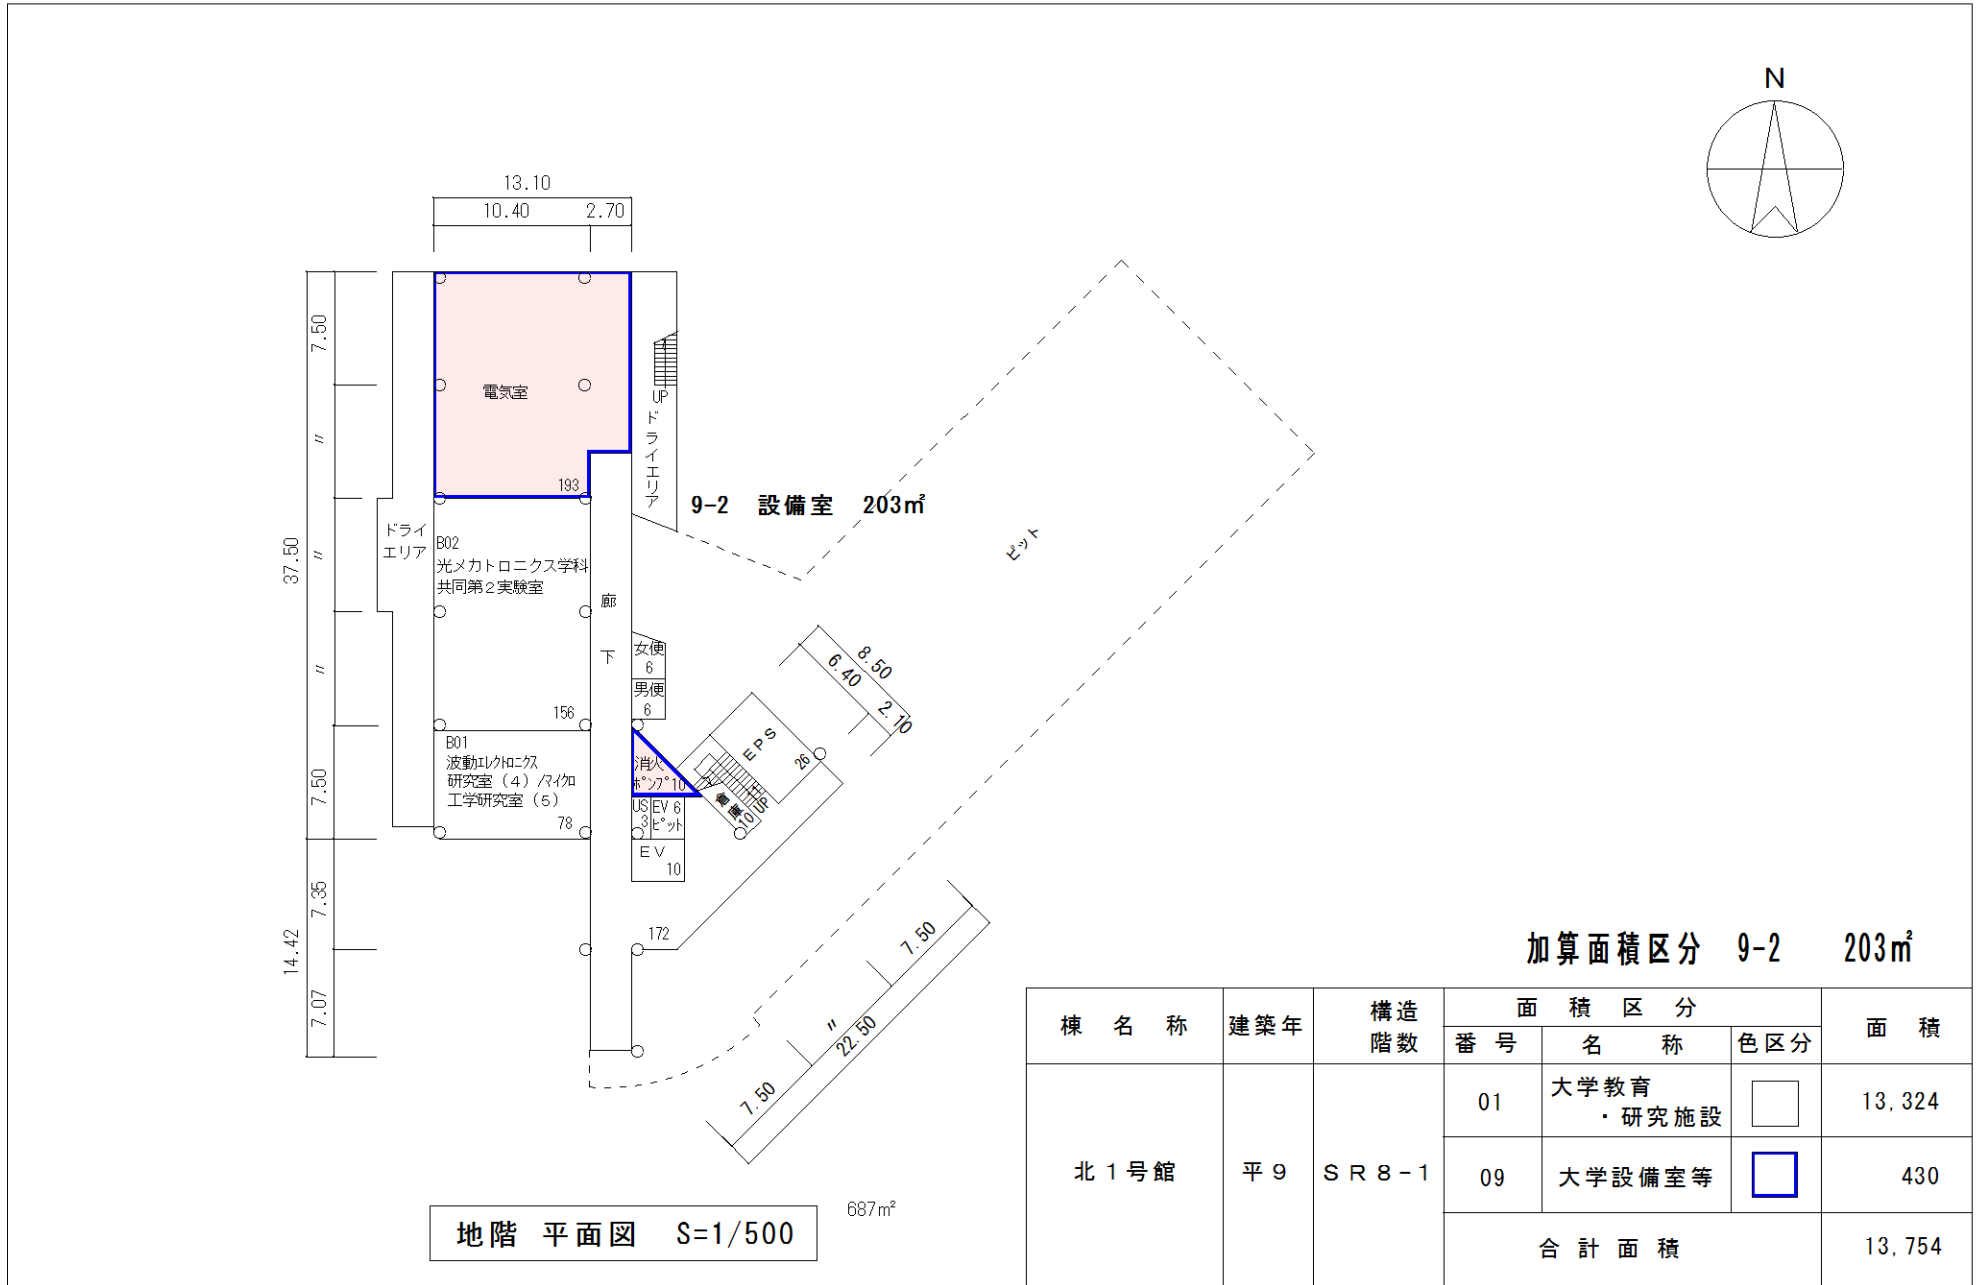 N
13.10
10.40
2.70
7.50
〃
〃
〃
7.50
37.50
7.35
7.07
14.42
電気室
193
UP
ドライエリア
9-2 設備室 203㎡
ドライ
エリア
B02
光メカトロニクス学科
共同第2実験室
156
廊
下
女便
6
男便
6
B01
波動エレクトロニクス
研究室（4）/マイクロ
工学研究室（5）
78
消火
ポンプ 10
US
3
EV 6
ピット
EV
10
倉庫
10
11
UP
EPS
26
172
8.50
6.40
2.10
ピット
7.50
〃
22.50
7.50
687㎡
地階 平面図 S=1/500
加算面積区分 9-2 203㎡
棟 名 称
建築年
構造
階数
面 積 区 分
番 号
名 称
色区分
面 積
北1号館
平9
SR8-1
01
大学教育
・研究施設
13,324
09
大学設備室等
430
合 計 面 積
13,754